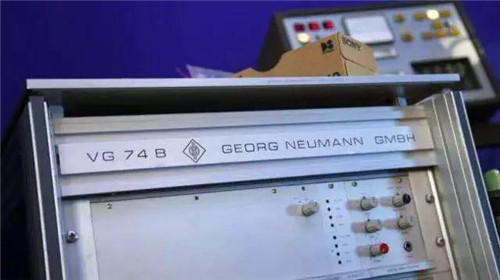 SONY
VG 74 B GEORG NEUMANN GMBH